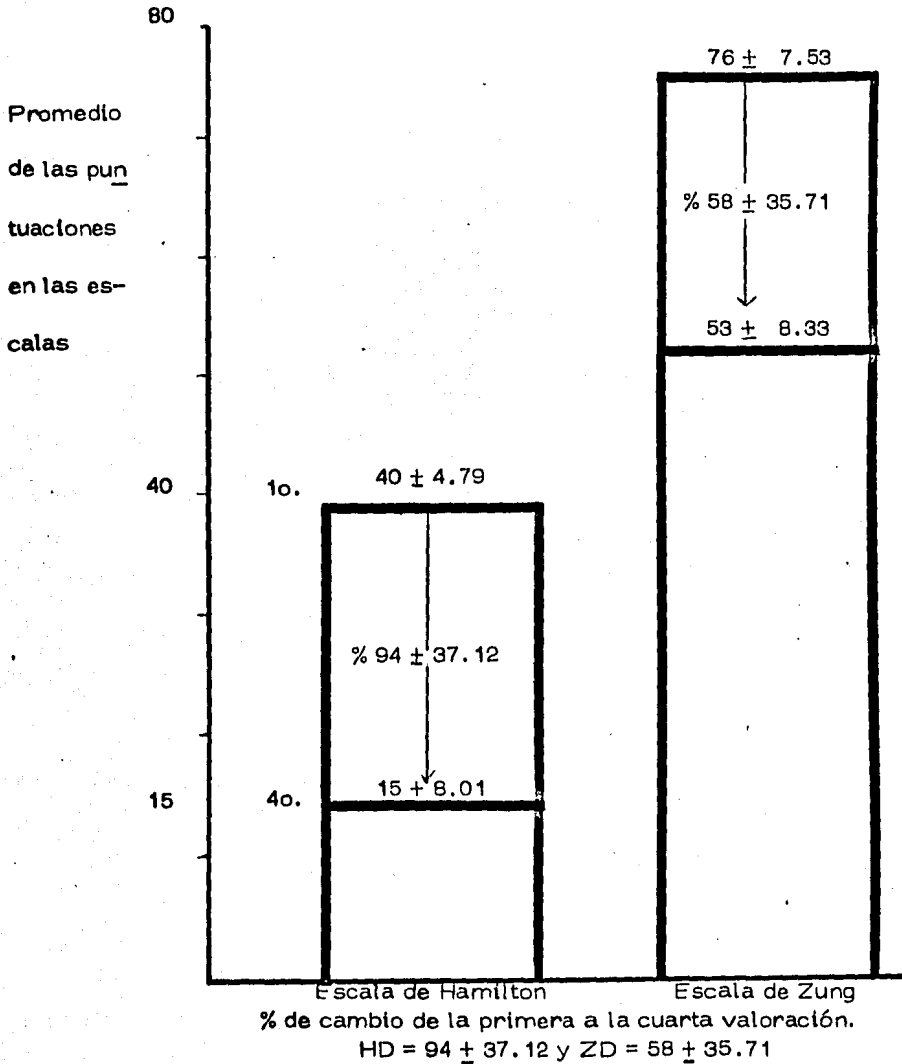 80
76 ± 7.53
Promedio
de las pun
tuaciones
en las es-
calas
% 58 ± 35.71
53 ± 8.33
40
1o.
40 ± 4.79
% 94 ± 37.12
15
4o.
15 + 8.01
Escala de Hamilton
Escala de Zung
% de cambio de la primera a la cuarta valoración.
HD = 94 ± 37.12 y ZD = 58 ± 35.71